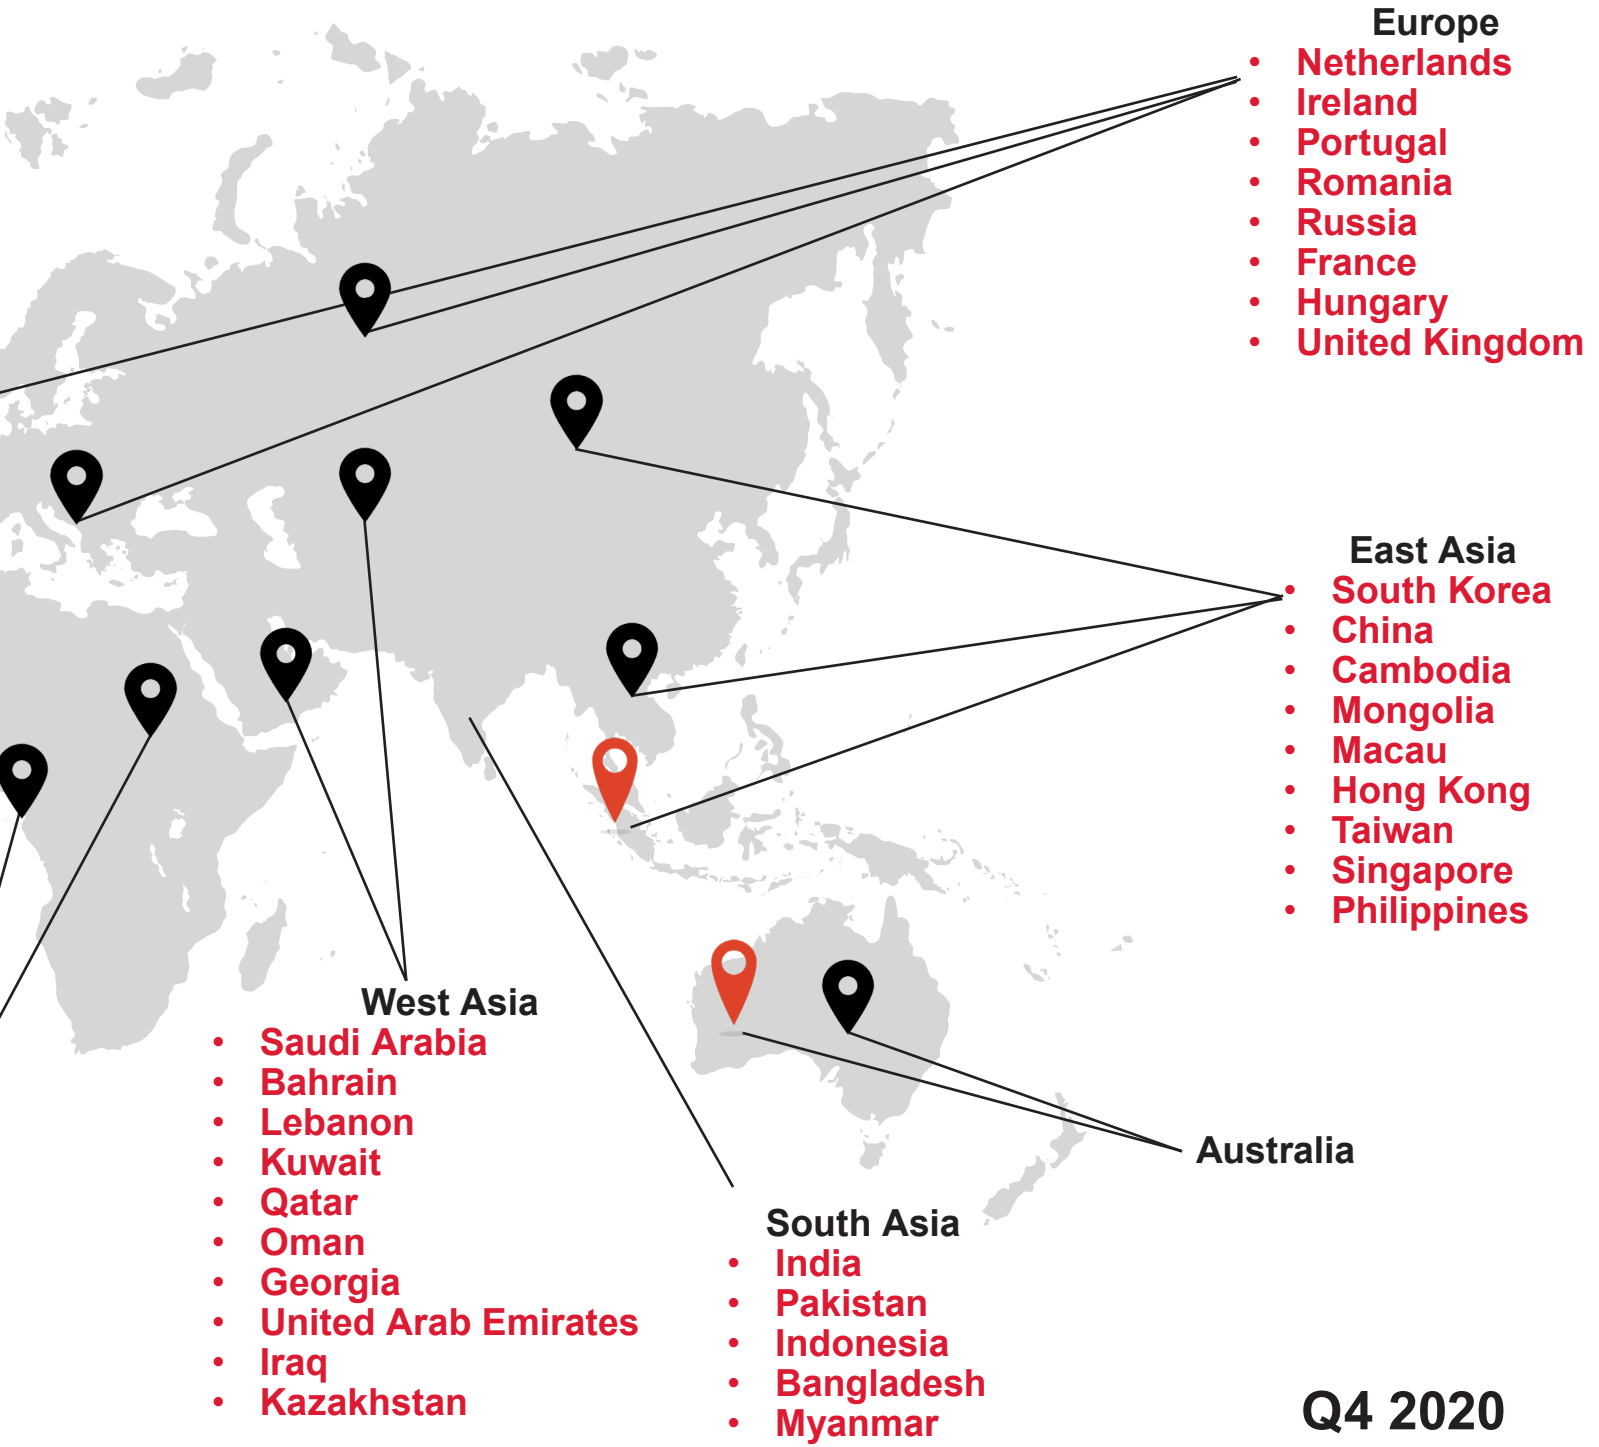 Europe
• Netherlands
• Ireland
• Portugal
• Romania
• Russia
• France
• Hungary
• United Kingdom
East Asia
• South Korea
• China
• Cambodia
• Mongolia
• Macau
• Hong Kong
• Taiwan
• Singapore
• Philippines
West Asia
• Saudi Arabia
• Bahrain
• Lebanon
• Kuwait
• Qatar
• Oman
• Georgia
• United Arab Emirates
• Iraq
• Kazakhstan
Australia
South Asia
• India
• Pakistan
• Indonesia
• Bangladesh
• Myanmar
Q4 2020